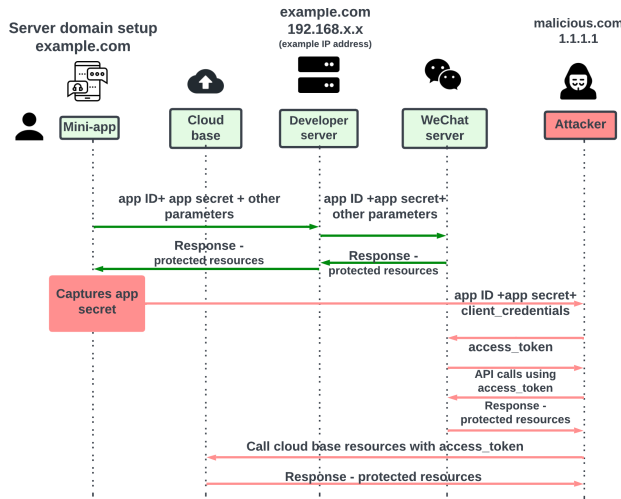 Server domain setup
example.com
example.com
192.168.x.x
(example IP address)
malicious.com
1.1.1.1
Mini-app
Cloud
base
Developer
server
WeChat
server
Attacker
app ID+ app secret + other
parameters
app ID +app secret+
other parameters
Response -
protected resources
Response -
protected resources
Captures app
secret
app ID +app secret+
client_credentials
access_token
API calls using
access_token
Response -
protected resources
Call cloud base resources with access_token
Response - protected resources